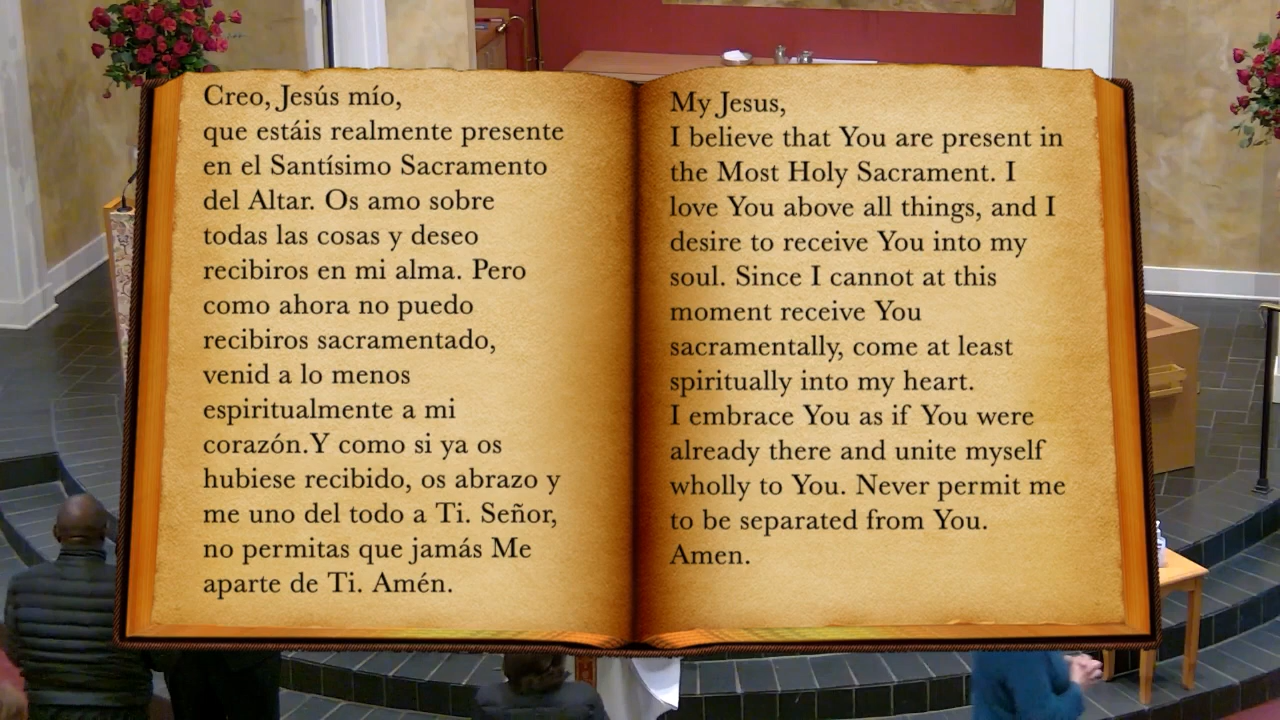 Creo, Jesús mío,
que estáis realmente presente
en el Santísimo Sacramento
del Altar. Os amo sobre
todas las cosas y deseo
recibiros en mi alma. Pero
como ahora no puedo
recibiros sacramentado,
venid a lo menos
espiritualmente a mi
corazón.Y como si ya os
hubiese recibido, os abrazo y
me uno del todo a Ti. Señor,
no permitas que jamás Me
aparte de Ti. Amén.
My Jesus,
I believe that You are present in
the Most Holy Sacrament. I
love You above all things, and I
desire to receive You into my
soul. Since I cannot at this
moment receive You
sacramentally, come at least
spiritually into my heart.
I embrace You as if You were
already there and unite myself
wholly to You. Never permit me
to be separated from You.
Amen.